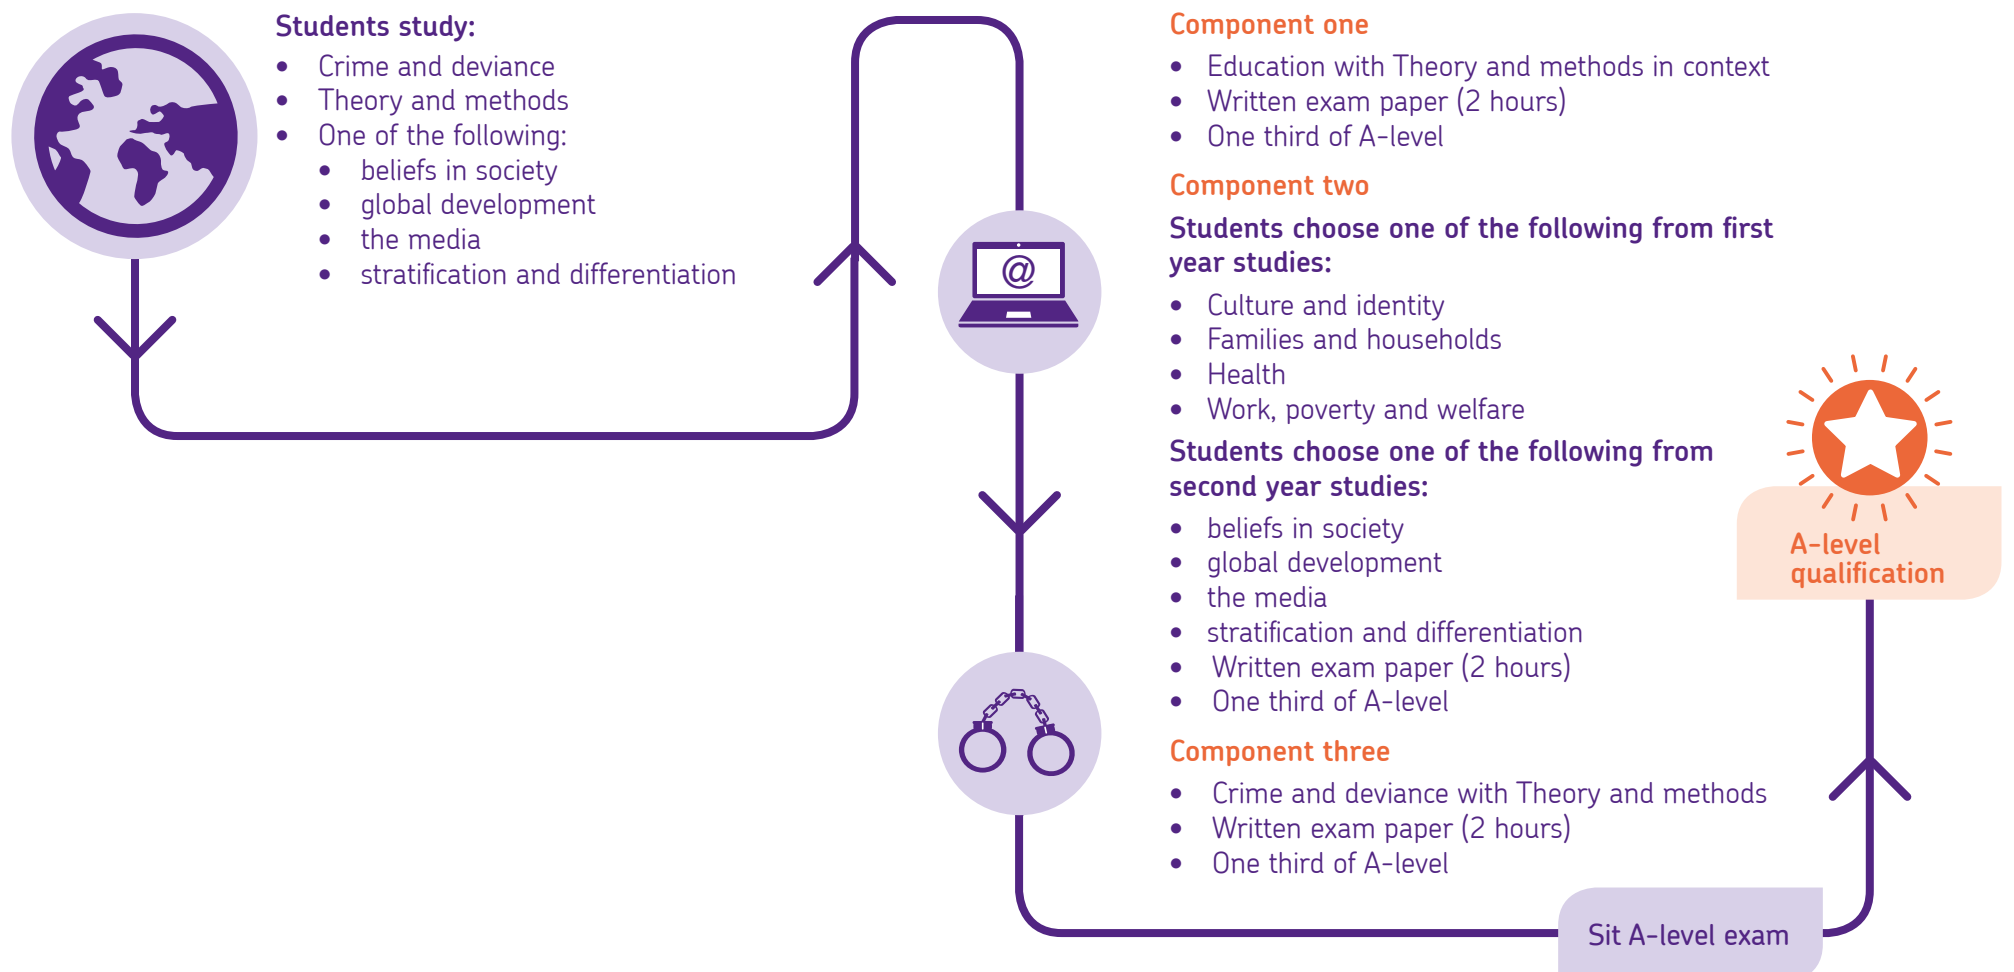 Students study:
• Crime and deviance
• Theory and methods
• One of the following:
• beliefs in society
• global development
• the media
• stratification and differentiation
@
Component one
• Education with Theory and methods in context
• Written exam paper (2 hours)
• One third of A-level
Component two
Students choose one of the following from first
year studies:
• Culture and identity
• Families and households
• Health
• Work, poverty and welfare
Students choose one of the following from
second year studies:
• beliefs in society
• global development
• the media
• stratification and differentiation
• Written exam paper (2 hours)
• One third of A-level
Component three
• Crime and deviance with Theory and methods
• Written exam paper (2 hours)
• One third of A-level
Sit A-level exam
A-level
qualification